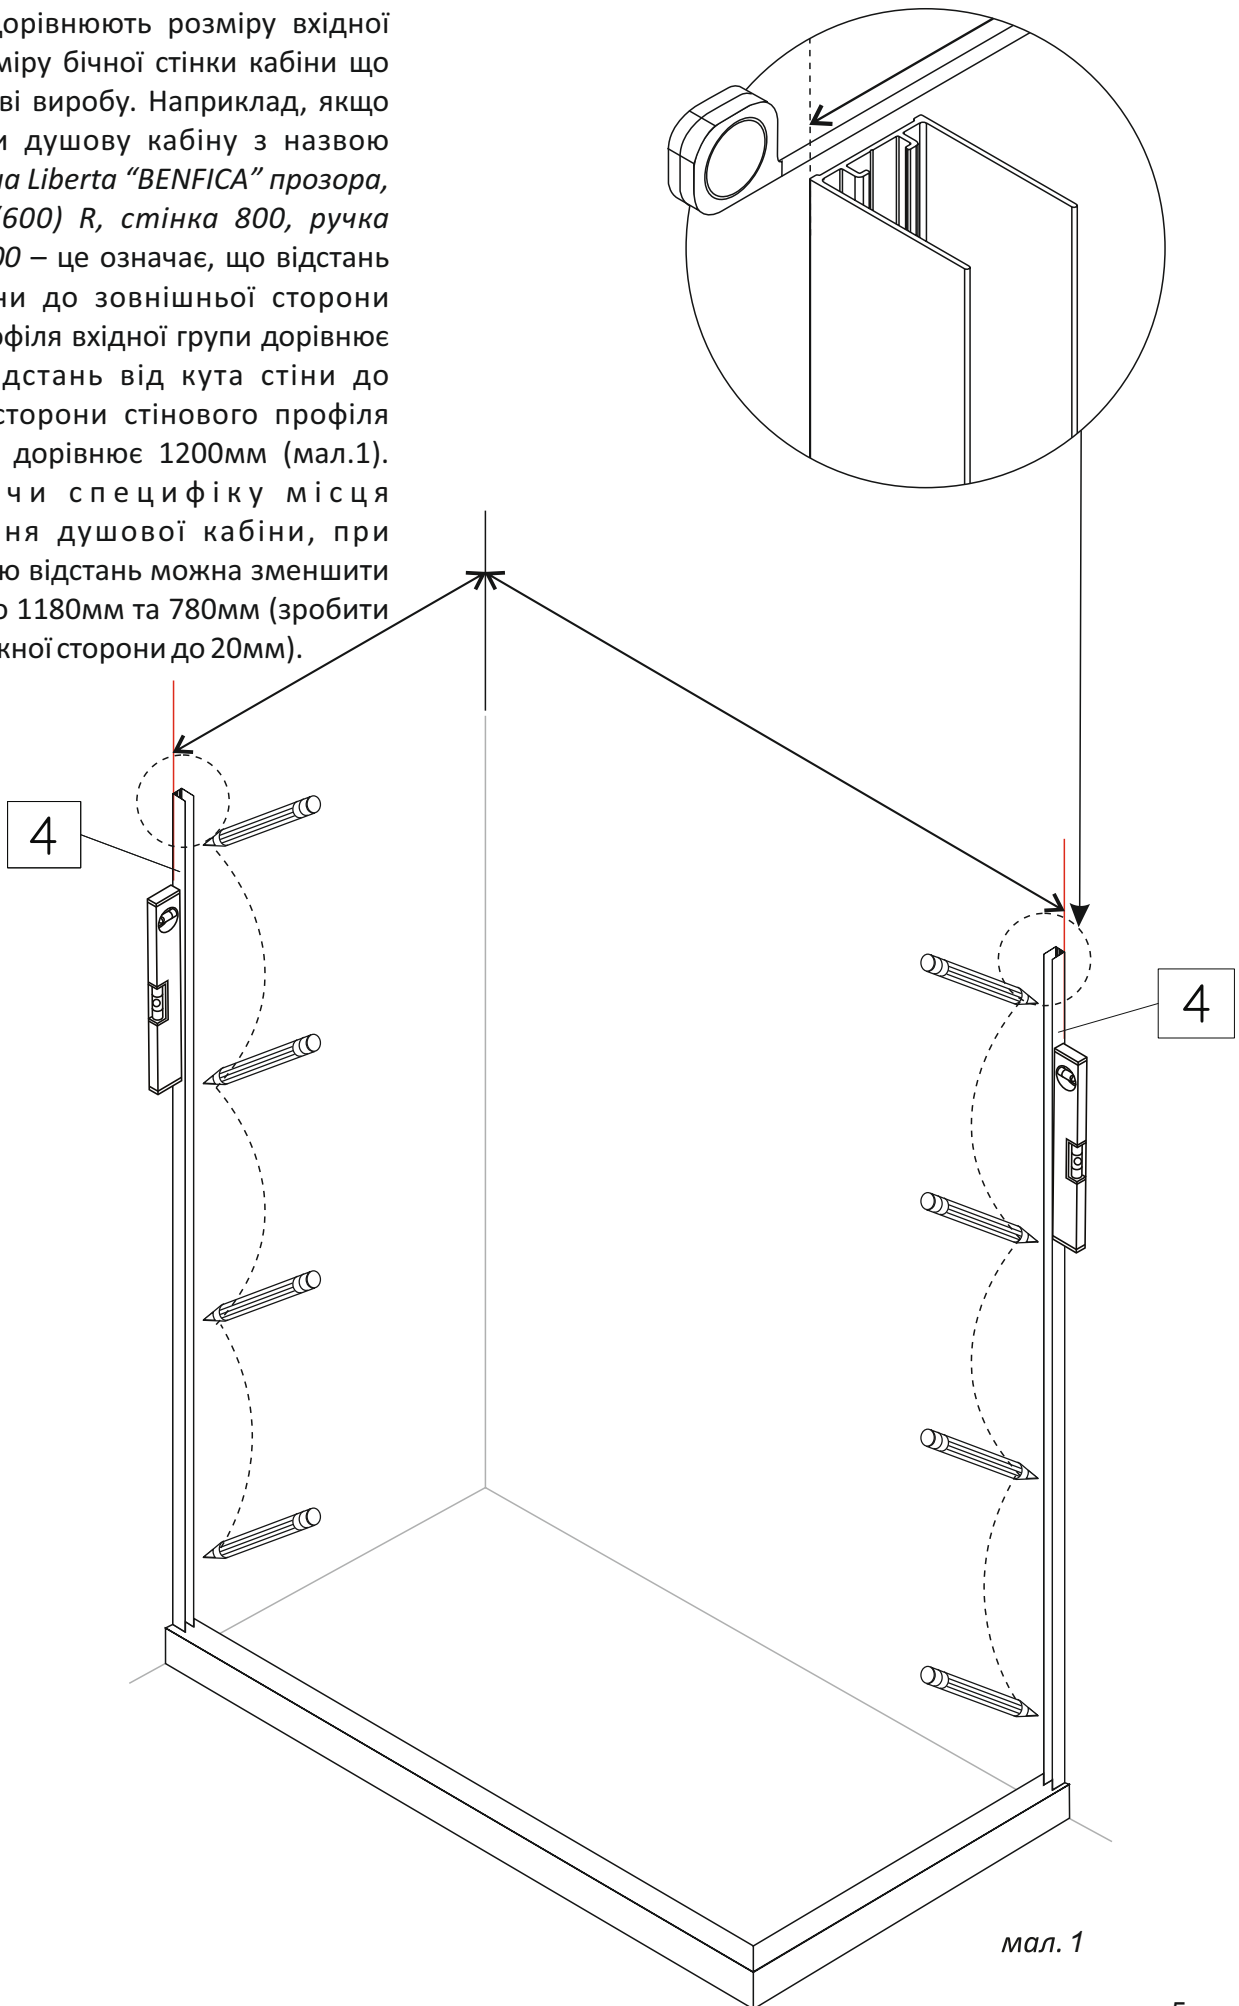 дорівнюють розміру вхідної
міру бічної стінки кабіни що
ві виробу. Наприклад, якщо
и душову кабіну з назвою
на Liberta “BENFICA” прозора,
(600) R, стінка 800, ручка
00 – це означає, що відстань
ни до зовнішньої сторони
офіля вхідної групи дорівнює
дстань від кута стіни до
сторони стінового профіля
дорівнює 1200мм (мал.1).
чи специфіку місця
ня душової кабіни, при
ю відстань можна зменшити
о 1180мм та 780мм (зробити
жної сторони до 20мм).
4
4
мал. 1